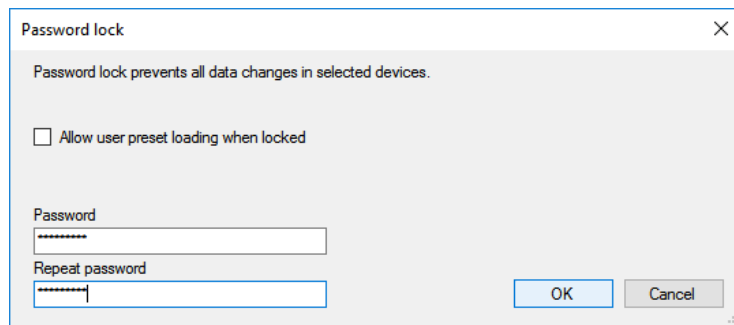 Password lock
Password lock prevents all data changes in selected devices.
Allow user preset loading when locked
Password
*********
Repeat password
*********
OK Cancel